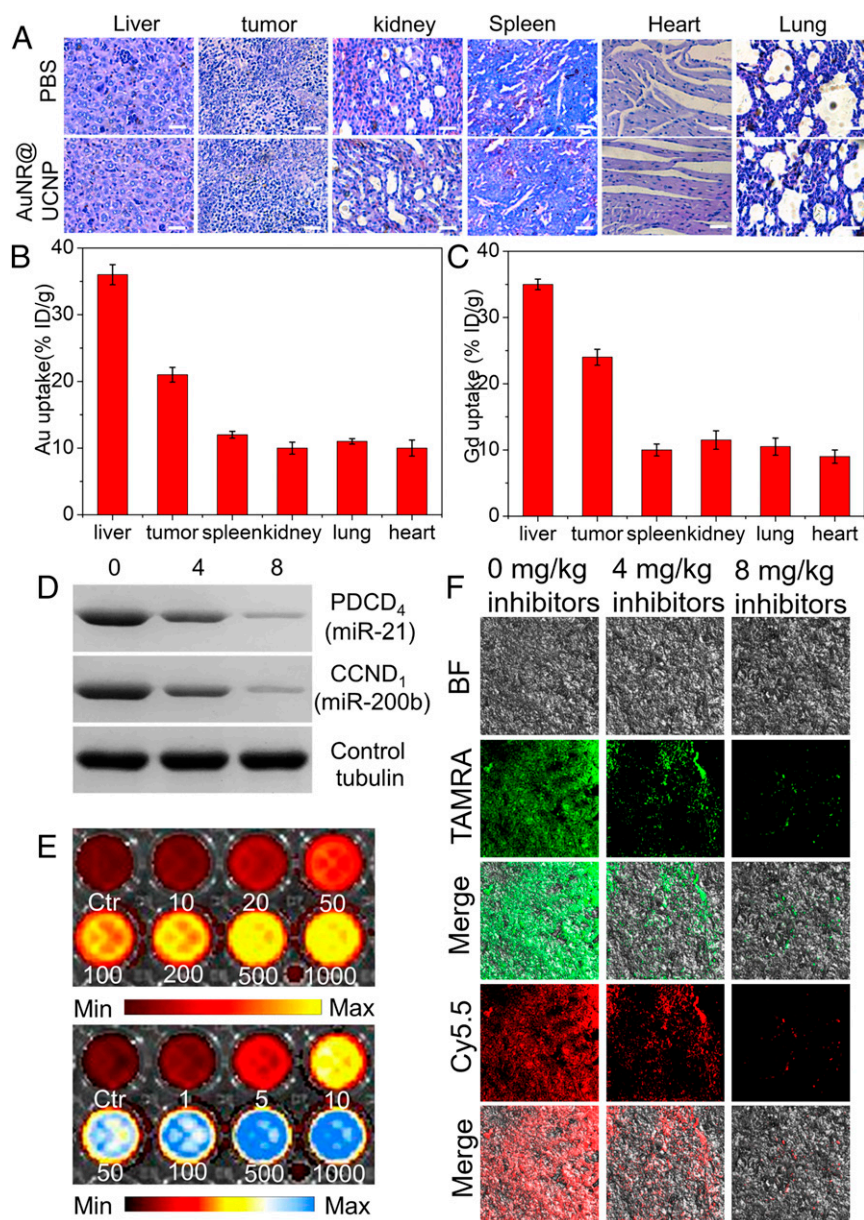 A
Liver tumor kidney Spleen Heart Lung
PBS
AuNR@
UCNP
B
Au uptake(% ID/g)
40
30
20
10
0
liver tumor spleen kidney lung heart
C
Gd uptake (% ID/g)
40
30
20
10
0
liver tumor spleen kidney lung heart
D
0 4 8
PDCD4
(miR-21)
CCND1
(miR-200b)
Control
tubulin
E
Ctr 10 20 50
100 200 500 1000
Min Max
Ctr 1 5 10
50 100 500 1000
Min Max
F
0 mg/kg 4 mg/kg 8 mg/kg
inhibitors inhibitors inhibitors
BF
TAMRA
Merge
Cy5.5
Merge